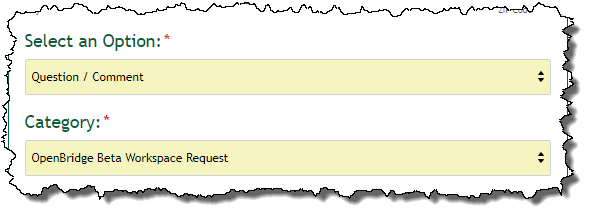 Select an Option:*
Question / Comment
Category:*
OpenBridge Beta Workspace Request